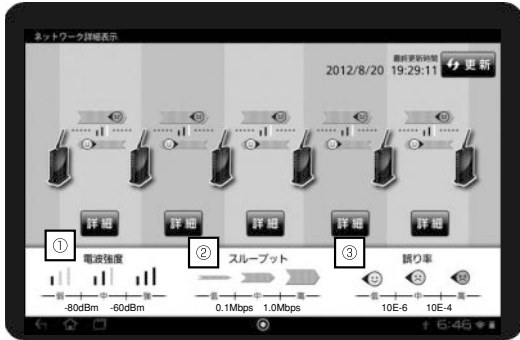 ネットワーク詳細表示
最終更新時間
2012/8/20 19:29:11
更新
詳細 詳細 詳細 詳細 詳細
① 電波強度 ② スループット ③ 誤り率
弱 中 強 低 中 高 低 中 高
-80dBm -60dBm 0.1Mbps 1.0Mbps 10E-6 10E-4
6:46